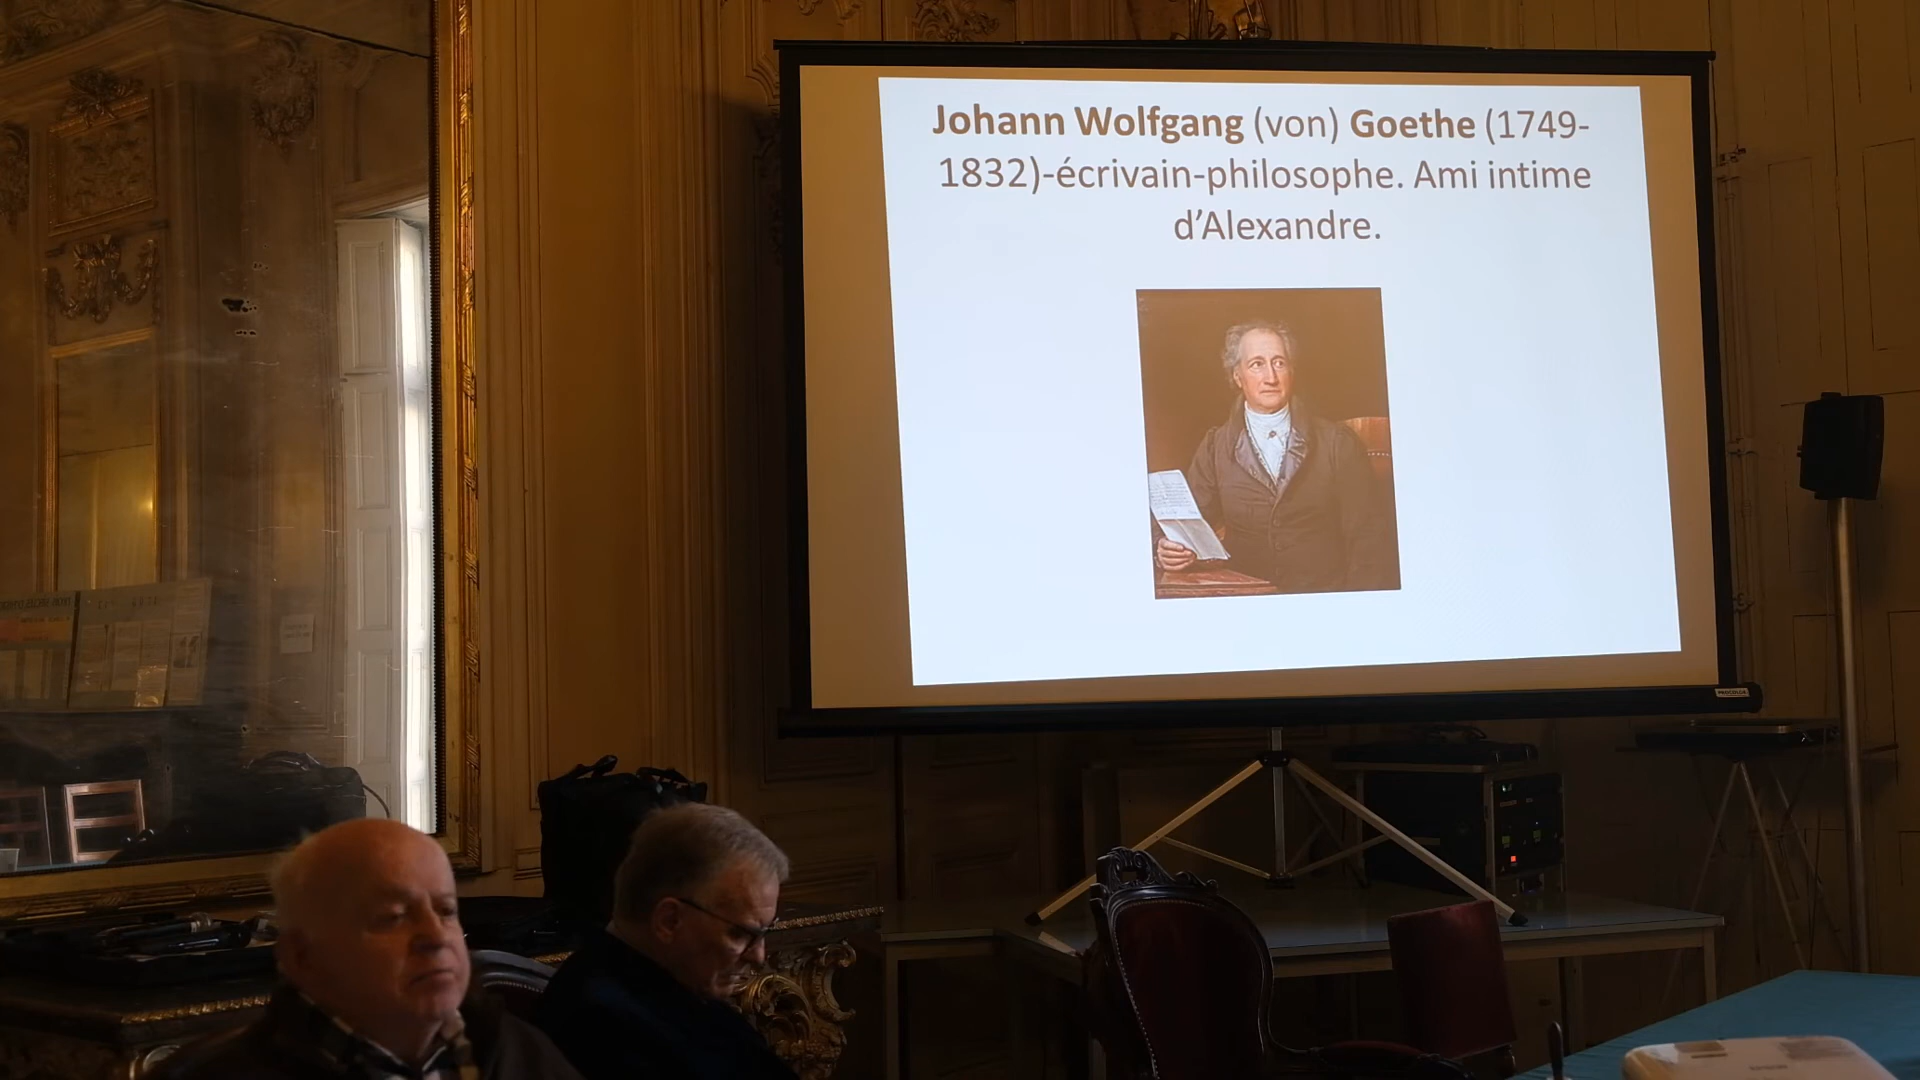 Johann Wolfgang (von) Goethe (1749-
1832)-écrivain-philosophe. Ami intime
d’Alexandre.